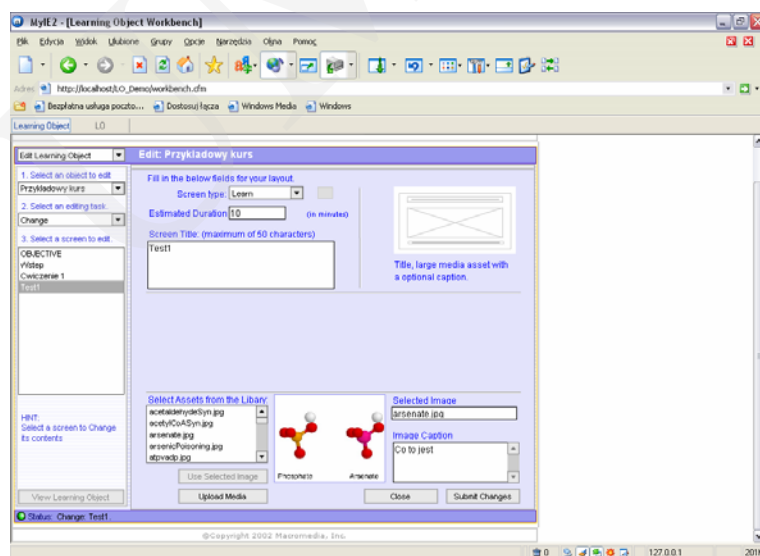 MyIE2 - [Learning Object Workbench]
Plik Edycja Widok Ulubione Grupy Opcje Narzędzia Okna Pomoc
Adres http://localhost/LO_Demo/workbench.cfm
Bezpłatna usługa poczto... Dostosuj łącza Windows Media Windows
Learning Object LO
Edit Learning Object
Edit: Przykladowy kurs
1. Select an object to edit
Przykladowy kurs
2. Select an editing task.
Change
3. Select a screen to edit.
OBJECTIVE
Wstep
Cwiczenie 1
Test1
HINT:
Select a screen to Change
its contents
View Learning Object
Fill in the below fields for your layout.
Screen type: Learn
Estimated Duration 10 (in minutes)
Screen Title: (maximum of 50 characters)
Test1
Title, large media asset with
a optional caption.
Select Assets from the Libary
acetaldehydeSyn.jpg
acetylCoASyn.jpg
arsenate.jpg
arsenicPoisoning.jpg
atpvadp.jpg
Use Selected Image
Upload Media
Phosphate Arsenate
Selected Image
arsenate.jpg
Image Caption
Co to jest
Close Submit Changes
Status: Change: Test1.
©Copyright 2002 Macromedia, Inc.
0 127.0.0.1 201